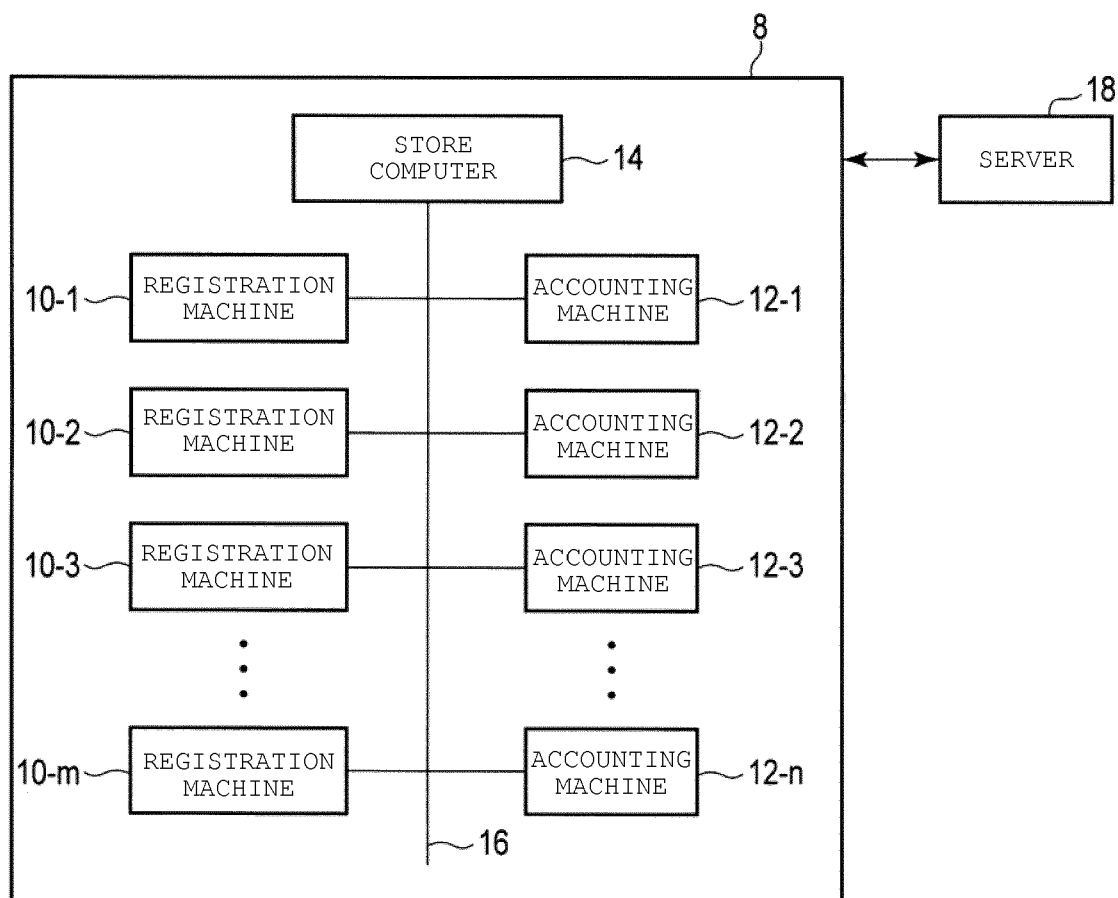 8
18
STORE
COMPUTER
14
SERVER
10-1
REGISTRATION
MACHINE
ACCOUNTING
MACHINE
12-1
10-2
REGISTRATION
MACHINE
ACCOUNTING
MACHINE
12-2
10-3
REGISTRATION
MACHINE
ACCOUNTING
MACHINE
12-3
10-m
REGISTRATION
MACHINE
ACCOUNTING
MACHINE
12-n
16